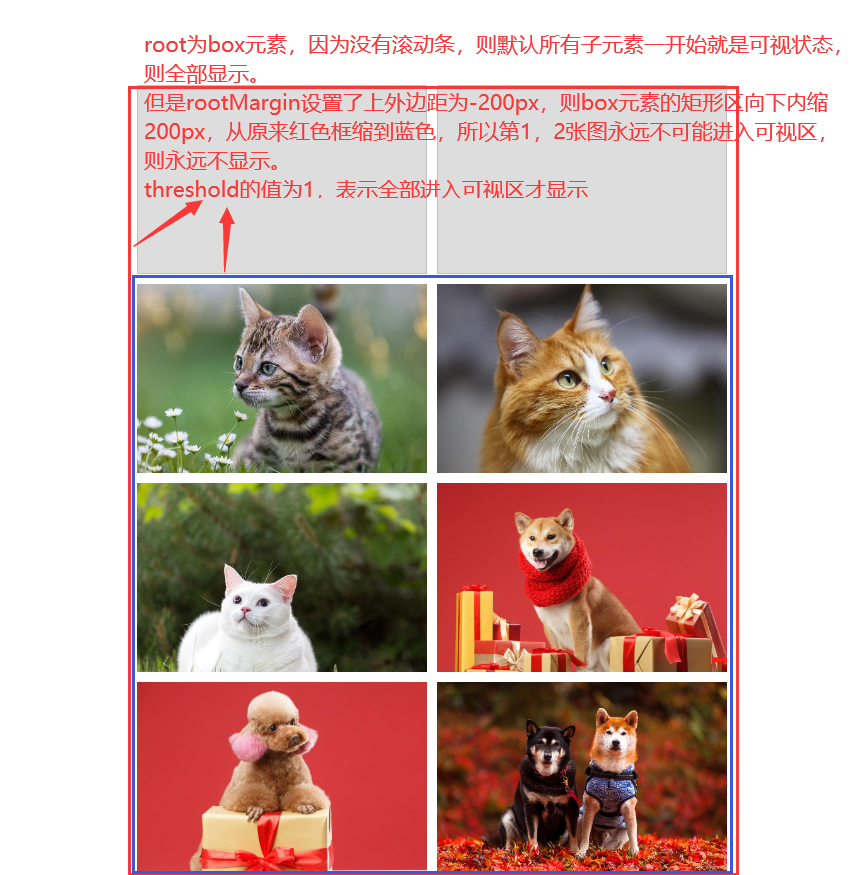 root为box元素，因为没有滚动条，则默认所有子元素一开始就是可视状态，
则全部显示。
但是rootMargin设置了上外边距为-200px，则box元素的矩形区向下内缩
200px，从原来红色框缩到蓝色，所以第1，2张图永远不可能进入可视区，
则永远不显示。
threshold的值为1，表示全部进入可视区才显示